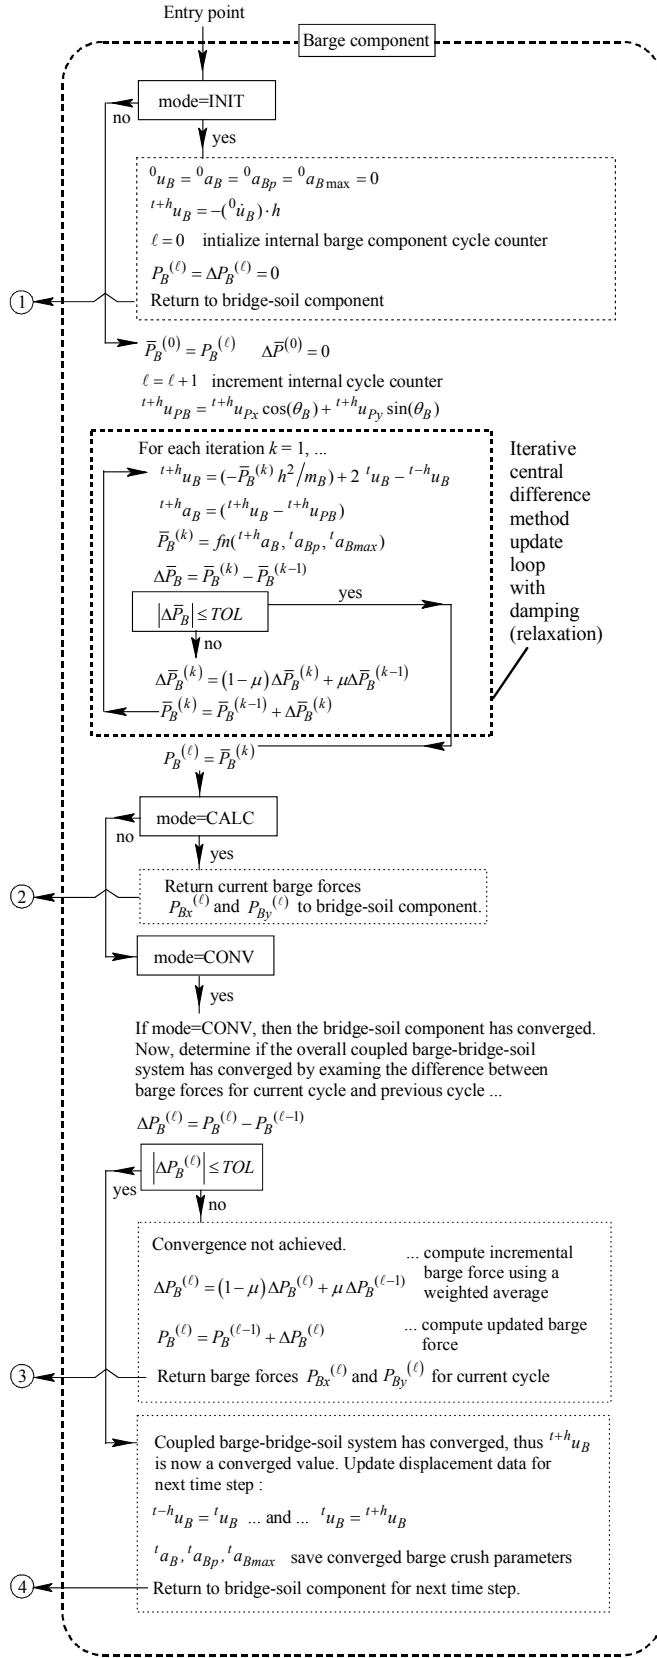 Entry point
Barge component
mode=INIT
no
yes
⁰u_B = ⁰a_B = ⁰a_Bp = ⁰a_Bmax = 0
ᵗ⁺ʰu_B = −(⁰u̇_B)·h
ℓ = 0 intialize internal barge component cycle counter
P_B^(ℓ) = ΔP_B^(ℓ) = 0
1
Return to bridge-soil component
P̅_B^(0) = P_B^(ℓ) ΔP̅^(0) = 0
ℓ = ℓ + 1 increment internal cycle counter
ᵗ⁺ʰu_PB = ᵗ⁺ʰu_Px cos(θ_B) + ᵗ⁺ʰu_Py sin(θ_B)
For each iteration k = 1, ...
ᵗ⁺ʰu_B = (−P̅_B^(k) h²/m_B) + 2 ᵗu_B − ᵗ⁻ʰu_B
ᵗ⁺ʰa_B = (ᵗ⁺ʰu_B − ᵗ⁺ʰu_PB)
P̅_B^(k) = fn(ᵗ⁺ʰa_B, ᵗa_Bp, ᵗa_Bmax)
ΔP̅_B = P̅_B^(k) − P̅_B^(k−1)
|ΔP̅_B| ≤ TOL
yes
no
ΔP̅_B^(k) = (1−μ)ΔP̅_B^(k) + μΔP̅_B^(k−1)
P̅_B^(k) = P̅_B^(k−1) + ΔP̅_B^(k)
Iterative
central
difference
method
update
loop
with
damping
(relaxation)
P_B^(ℓ) = P̅_B^(k)
mode=CALC
no
yes
2
Return current barge forces
P_Bx^(ℓ) and P_By^(ℓ) to bridge-soil component.
mode=CONV
yes
If mode=CONV, then the bridge-soil component has converged.
Now, determine if the overall coupled barge-bridge-soil
system has converged by examing the difference between
barge forces for current cycle and previous cycle ...
ΔP_B^(ℓ) = P_B^(ℓ) − P_B^(ℓ−1)
|ΔP_B^(ℓ)| ≤ TOL
yes
no
Convergence not achieved.
... compute incremental
barge force using a
weighted average
ΔP_B^(ℓ) = (1−μ)ΔP_B^(ℓ) + μ ΔP_B^(ℓ−1)
P_B^(ℓ) = P_B^(ℓ−1) + ΔP_B^(ℓ)
... compute updated barge
force
3
Return barge forces P_Bx^(ℓ) and P_By^(ℓ) for current cycle
Coupled barge-bridge-soil system has converged, thus ᵗ⁺ʰu_B
is now a converged value. Update displacement data for
next time step :
ᵗ⁻ʰu_B = ᵗu_B ... and ... ᵗu_B = ᵗ⁺ʰu_B
ᵗa_B, ᵗa_Bp, ᵗa_Bmax save converged barge crush parameters
4
Return to bridge-soil component for next time step.